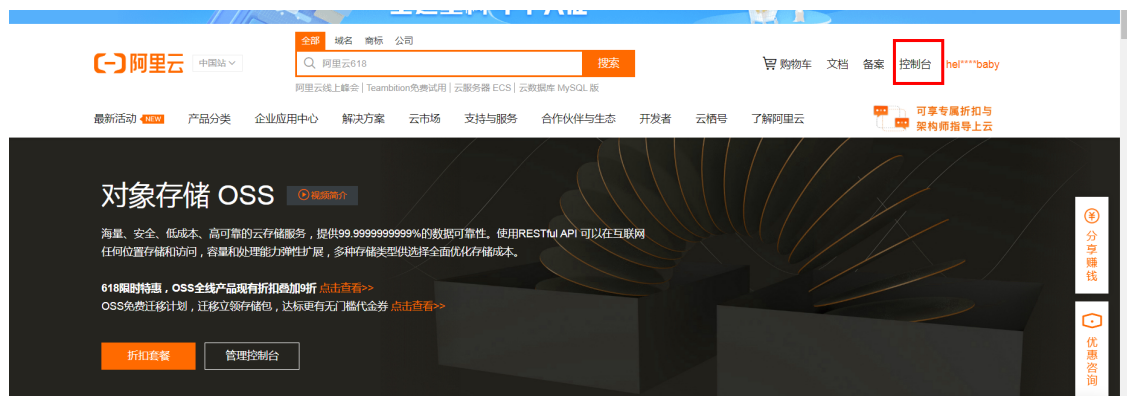 全部 域名 商标 公司
阿里云 中国站 阿里云618 搜索 购物车 文档 备案 控制台 hel****baby
阿里云线上峰会 | Teambition免费试用 | 云服务器 ECS | 云数据库 MySQL 版
最新活动 NEW 产品分类 企业应用中心 解决方案 云市场 支持与服务 合作伙伴与生态 开发者 云栖号 了解阿里云
可享专属折扣与
架构师指导上云
对象存储 OSS 视频简介
海量、安全、低成本、高可靠的云存储服务，提供99.9999999999%的数据可靠性。使用RESTful API 可以在互联网
任何位置存储和访问，容量和处理能力弹性扩展，多种存储类型供选择全面优化存储成本。
618限时特惠，OSS全线产品现有折扣叠加9折 点击查看>>
OSS免费迁移计划，迁移立领存储包，达标更有无门槛代金券 点击查看>>
折扣套餐 管理控制台
分享赚钱
优惠咨询